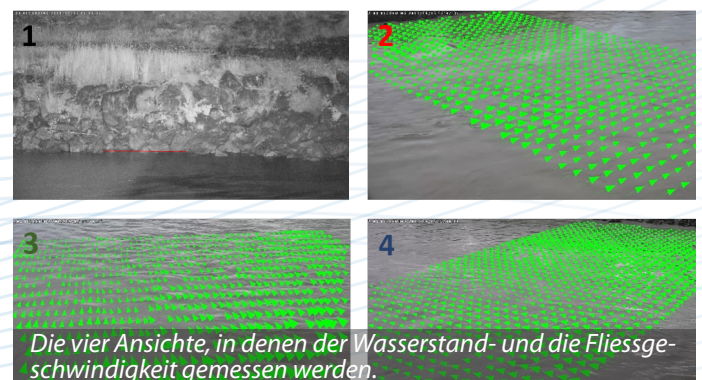 1
2
3
4
Die vier Ansichte, in denen der Wasserstand- und die Fliessge-
schwindigkeit gemessen werden.